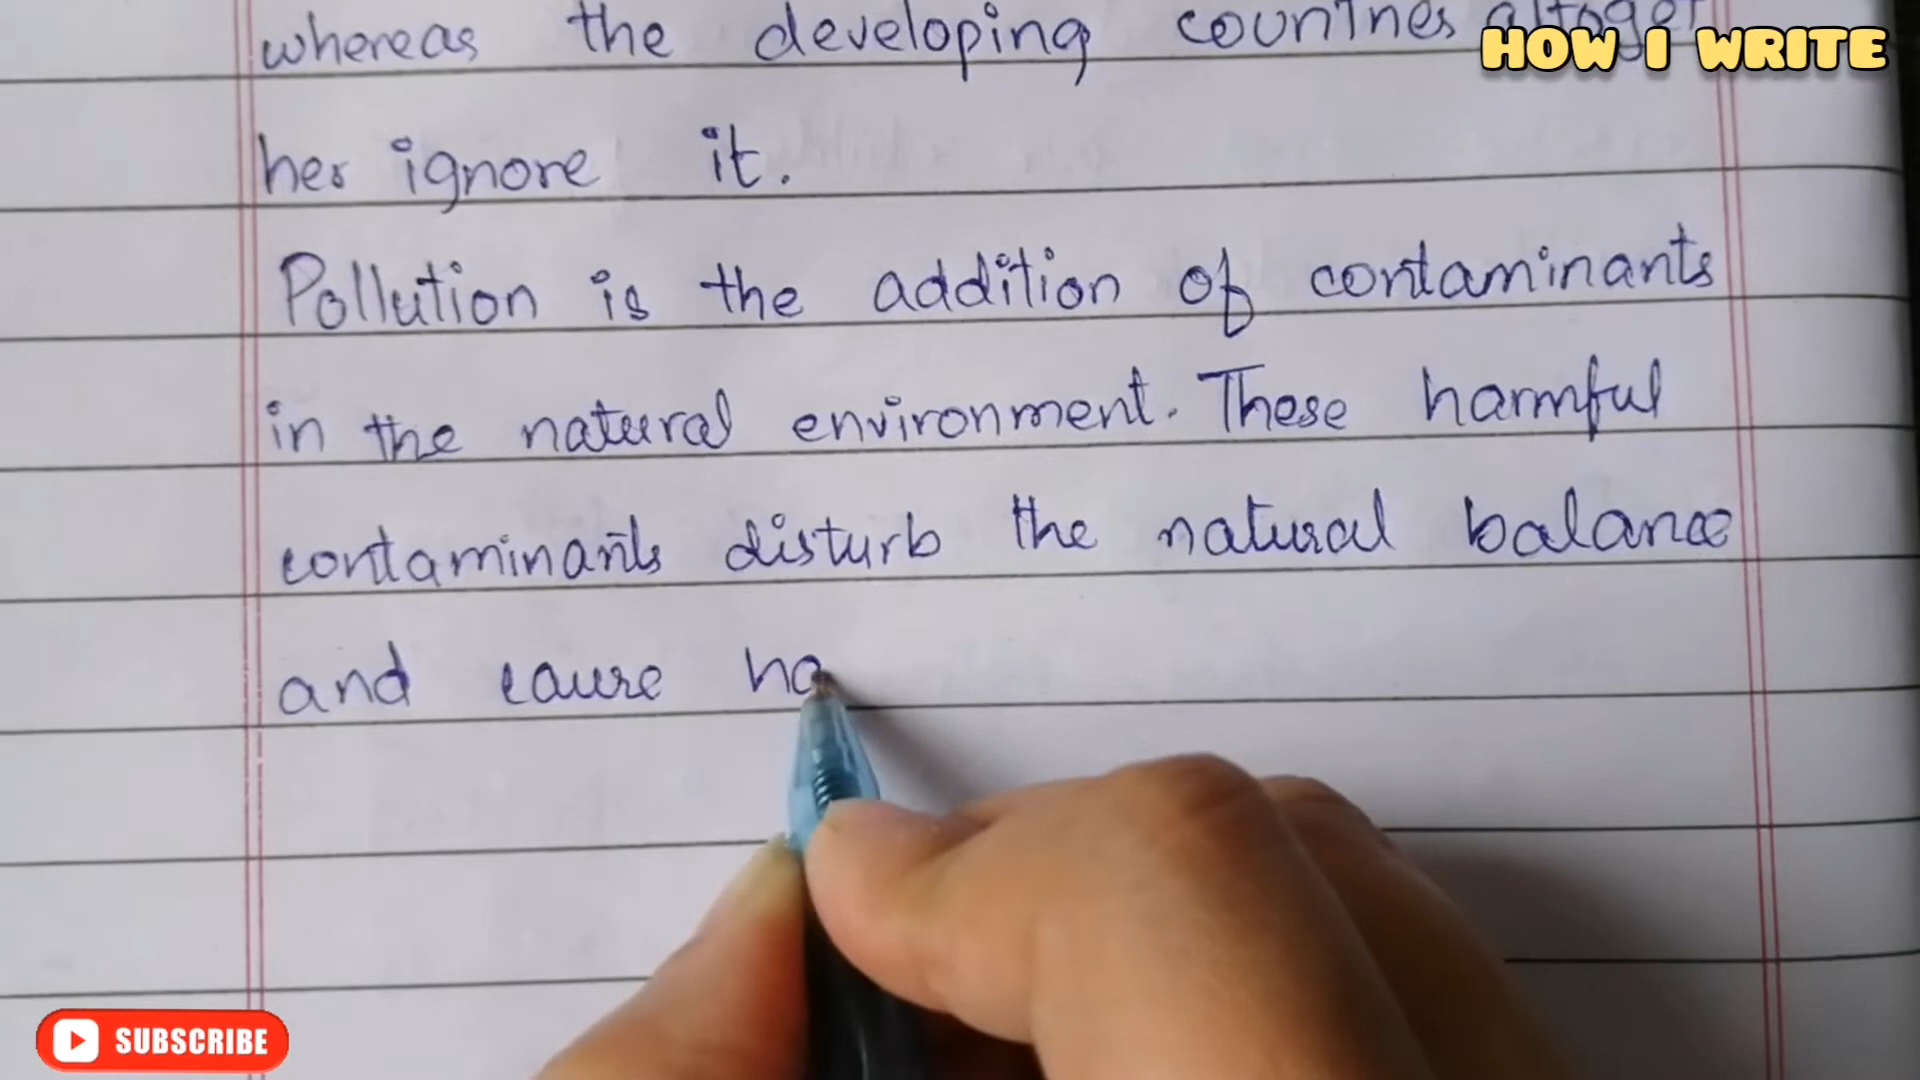 whereas the developing countries altoget
HOW I WRITE
her ignore it.
Pollution is the addition of contaminants
in the natural environment. These harmful
contaminants disturb the natural balance
and cause ha
SUBSCRIBE